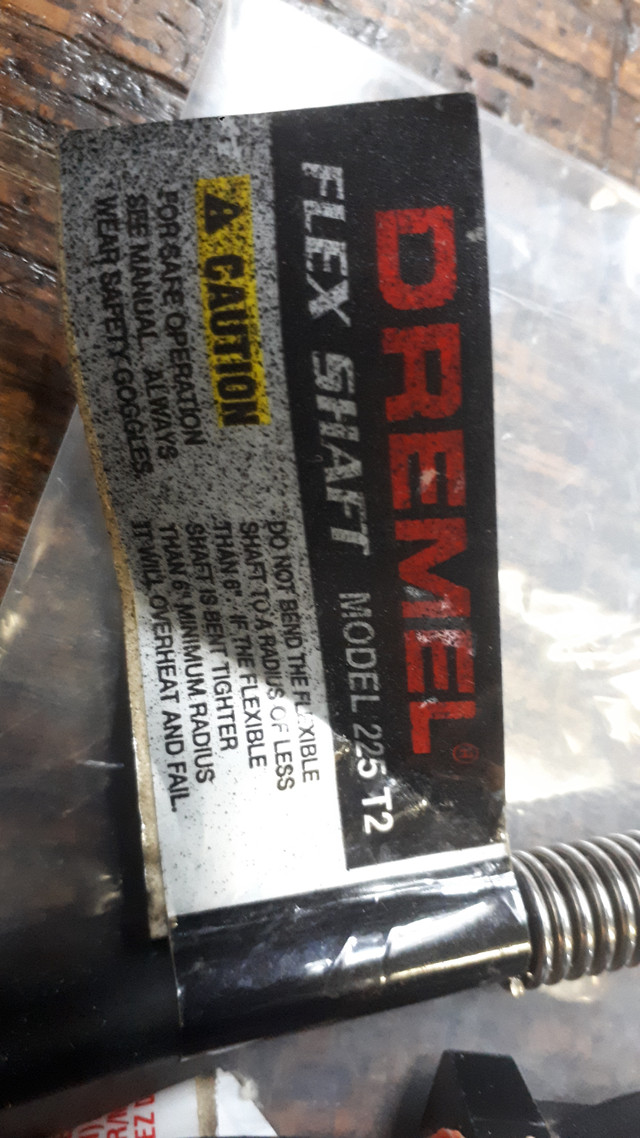 DREMEL®
FLEX SHAFT MODEL 225 T2
⚠ CAUTION
FOR SAFE OPERATION
SEE MANUAL. ALWAYS
WEAR SAFETY GOGGLES.
DO NOT BEND THE FLEXIBLE
SHAFT TO A RADIUS OF LESS
THAN 6". IF THE FLEXIBLE
SHAFT IS BENT TIGHTER
THAN 6" MINIMUM RADIUS
IT WILL OVERHEAT AND FAIL.